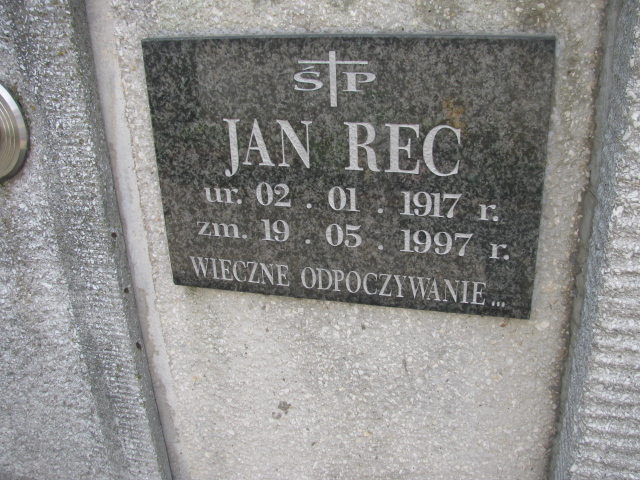 ŚP
JAN REC
ur. 02 . 01 . 1917 r.
zm. 19 . 05 . 1997 r.
WIECZNE ODPOCZYWANIE...